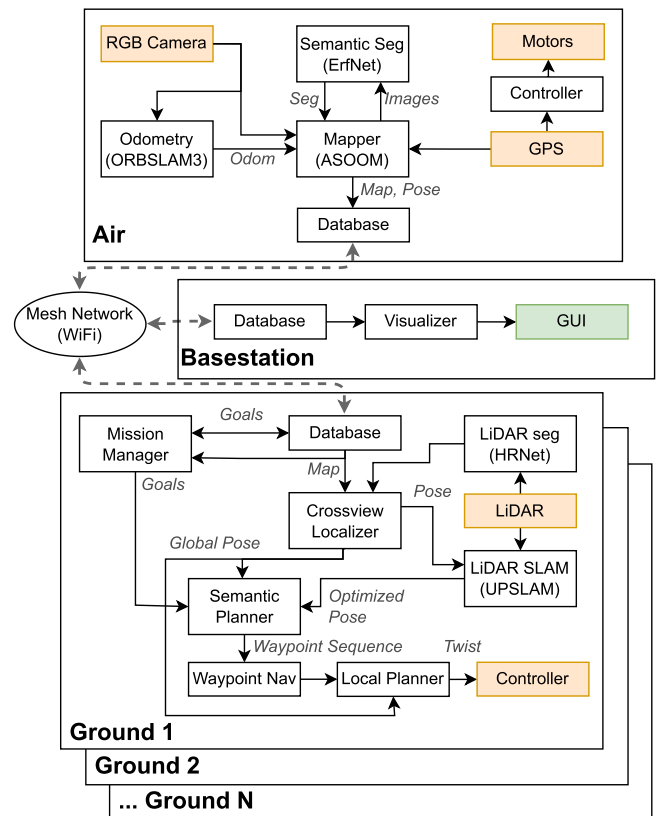 RGB Camera
Semantic Seg
(ErfNet)
Motors
Controller
Seg
Images
Odometry
(ORBSLAM3)
Odom
Mapper
(ASOOM)
GPS
Map, Pose
Database
Air
Mesh Network
(WiFi)
Database
Visualizer
GUI
Basestation
Mission
Manager
Goals
Database
LiDAR seg
(HRNet)
Goals
Map
Pose
Crossview
Localizer
LiDAR
Global Pose
LiDAR SLAM
(UPSLAM)
Semantic
Planner
Optimized
Pose
Waypoint Sequence
Twist
Waypoint Nav
Local Planner
Controller
Ground 1
Ground 2
... Ground N